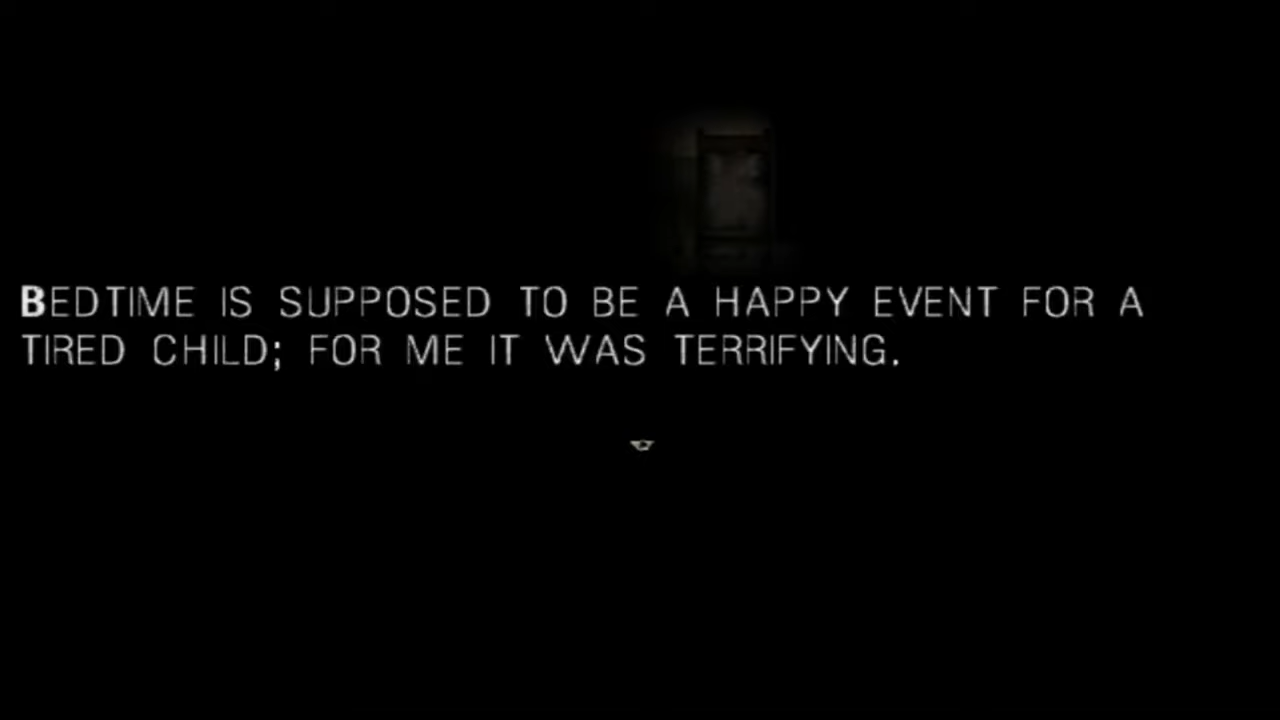 BEDTIME IS SUPPOSED TO BE A HAPPY EVENT FOR A
TIRED CHILD; FOR ME IT WAS TERRIFYING.